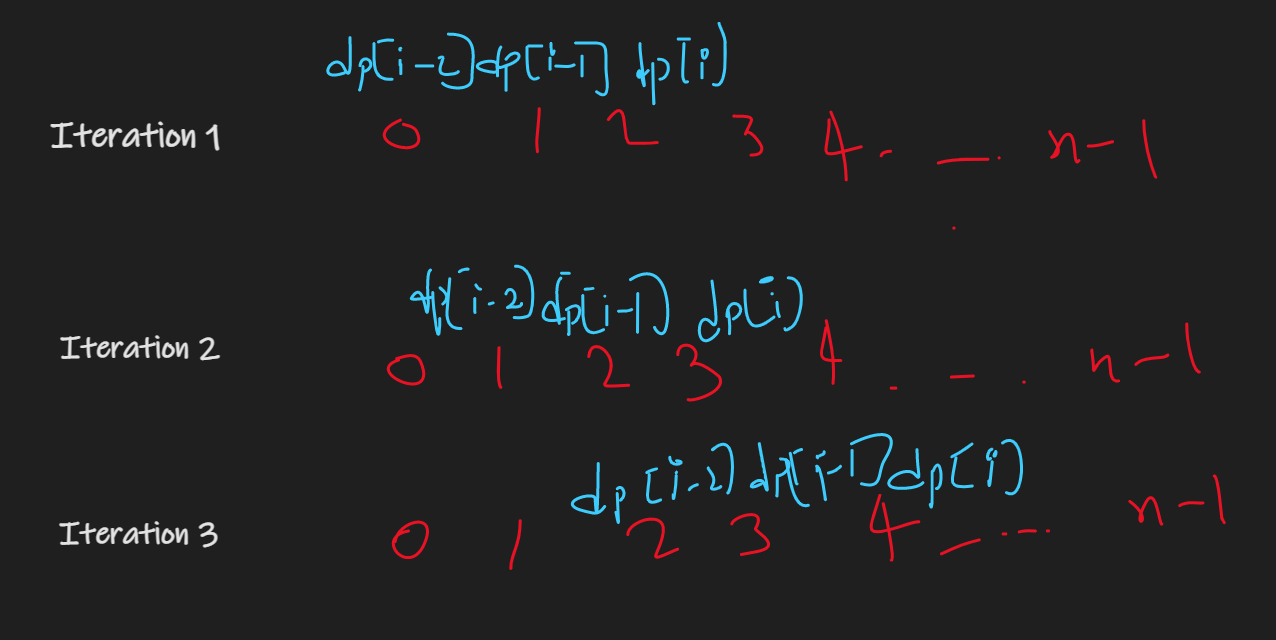 dp[i-2] dp[i-1] dp[i]
Iteration 1 0 1 2 3 4 . _ . n-1
dp[i-2] dp[i-1] dp[i]
Iteration 2 0 1 2 3 4 . - . n-1
dp[i-2] dp[i-1] dp[i]
Iteration 3 0 1 2 3 4 _ ... n-1